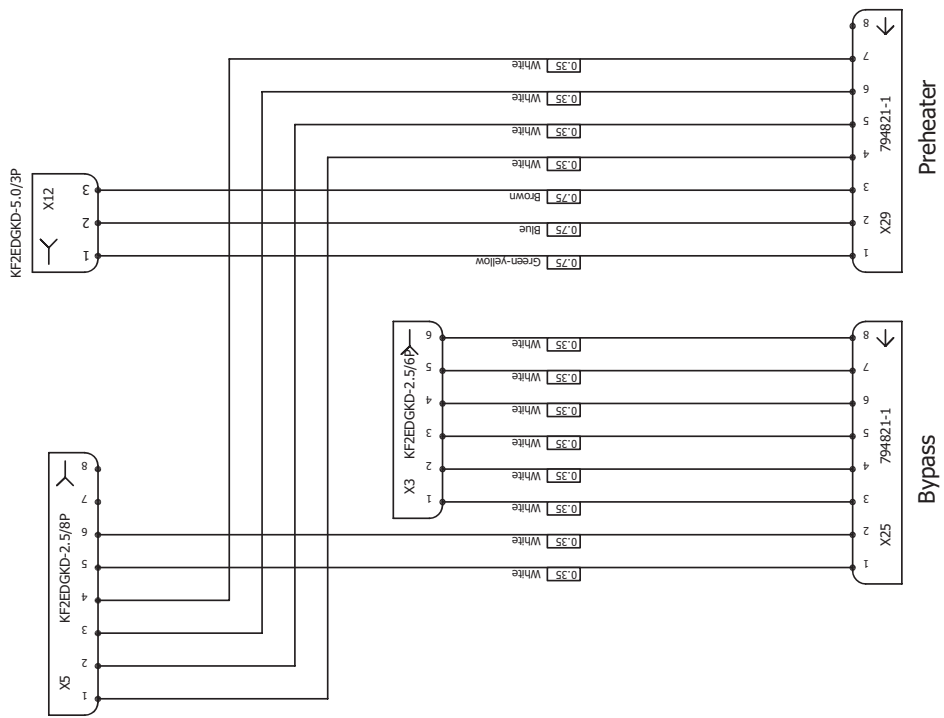 KF2EDGKD-5.0/3P
X12
3
2
1
8
7
6
5
4
3
2
1
794821-1
X29
Preheater
White 0.35
White 0.35
White 0.35
White 0.35
Brown 0.75
Blue 0.75
Green-yellow 0.75
KF2EDGKD-2.5/6P
X3
6
5
4
3
2
1
White 0.35
White 0.35
White 0.35
White 0.35
White 0.35
White 0.35
White 0.35
White 0.35
8
7
6
5
4
3
2
1
794821-1
X25
Bypass
KF2EDGKD-2.5/8P
X5
8
7
6
5
4
3
2
1